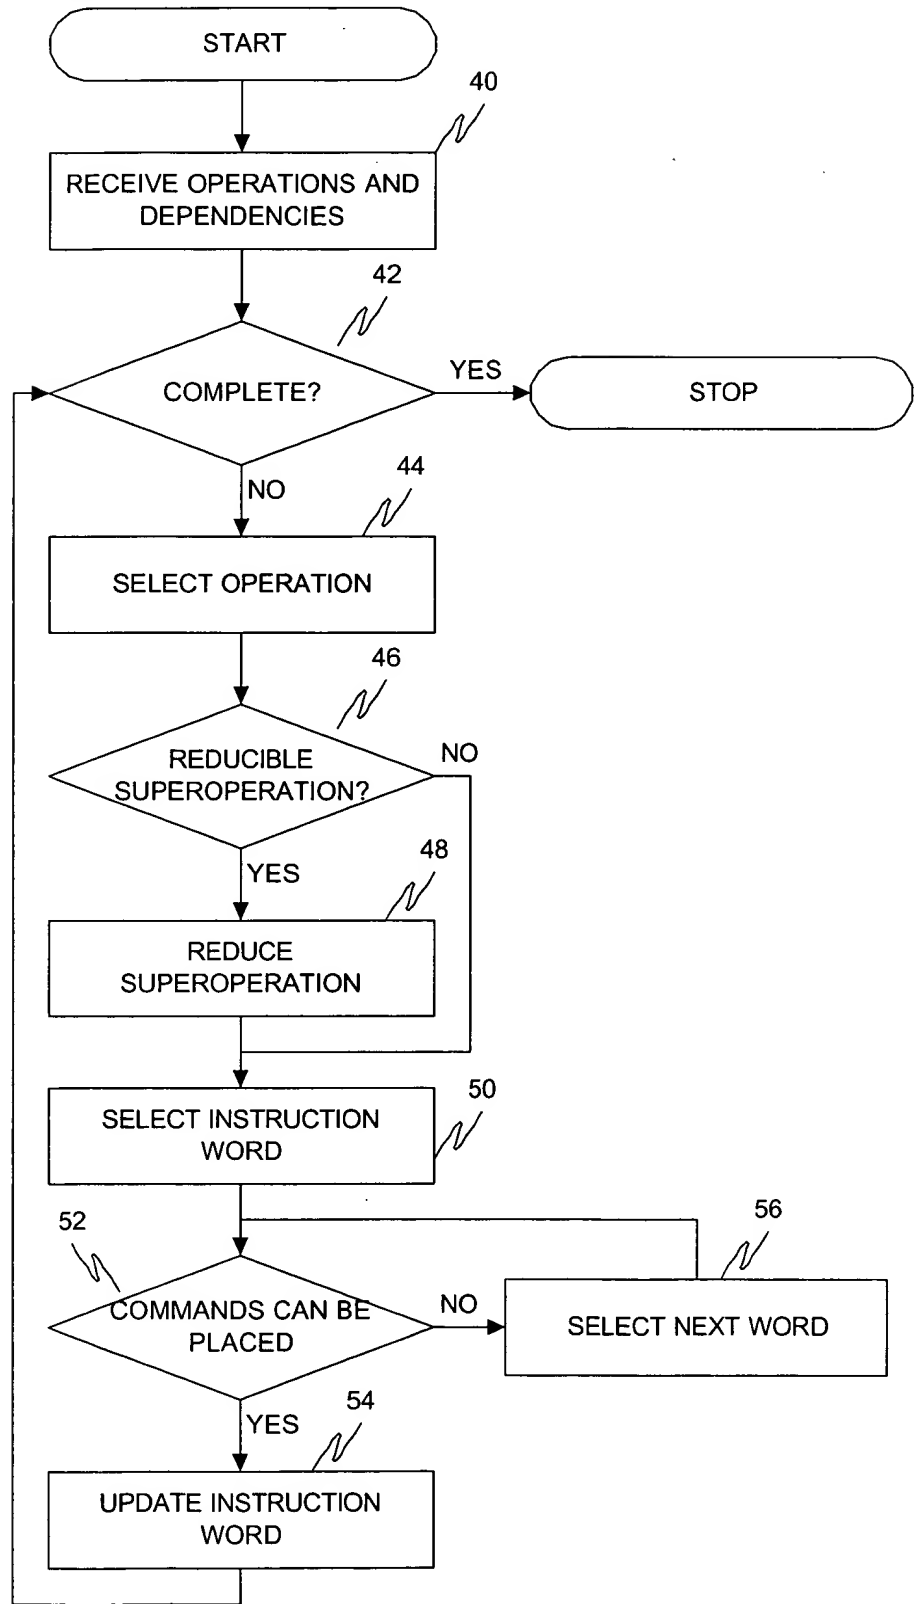 START
40
RECEIVE OPERATIONS AND
DEPENDENCIES
42
COMPLETE?
YES
STOP
NO
44
SELECT OPERATION
46
REDUCIBLE
SUPEROPERATION?
NO
YES
48
REDUCE
SUPEROPERATION
50
SELECT INSTRUCTION
WORD
52
COMMANDS CAN BE
PLACED
NO
56
SELECT NEXT WORD
YES
54
UPDATE INSTRUCTION
WORD